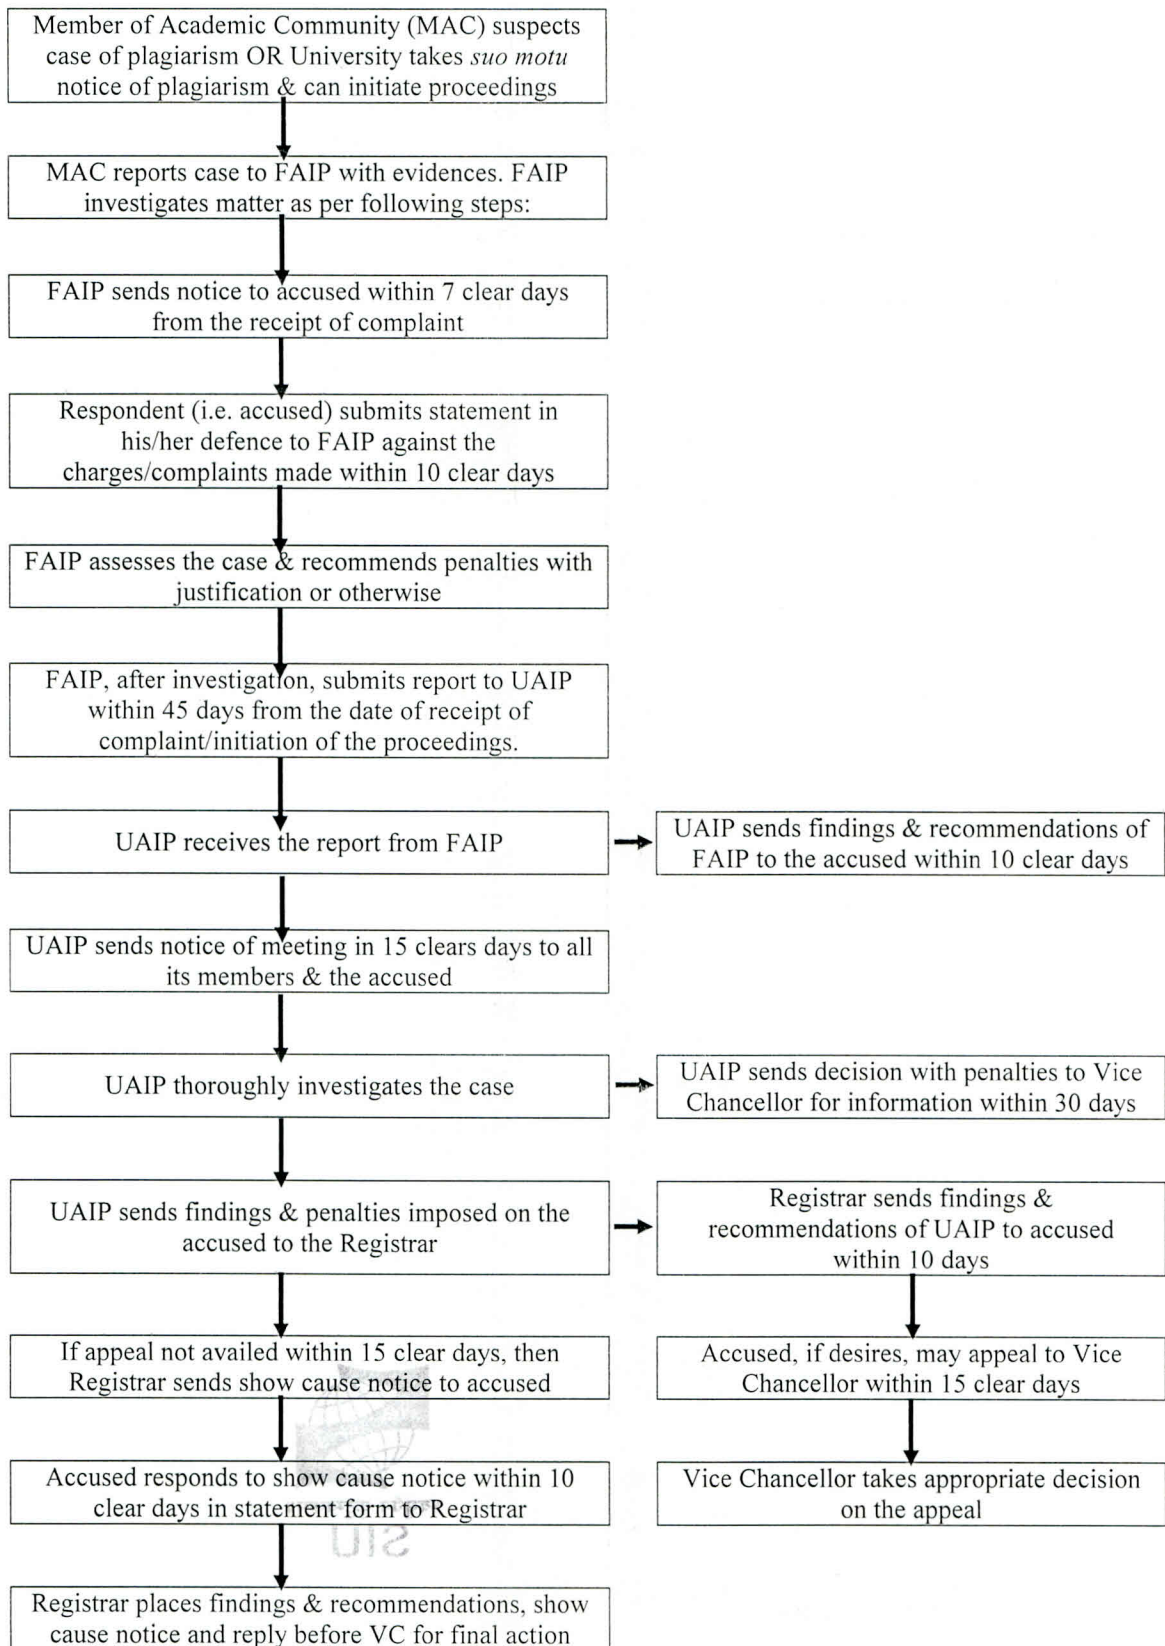 Member of Academic Community (MAC) suspects
case of plagiarism OR University takes suo motu
notice of plagiarism & can initiate proceedings
MAC reports case to FAIP with evidences. FAIP
investigates matter as per following steps:
FAIP sends notice to accused within 7 clear days
from the receipt of complaint
Respondent (i.e. accused) submits statement in
his/her defence to FAIP against the
charges/complaints made within 10 clear days
FAIP assesses the case & recommends penalties with
justification or otherwise
FAIP, after investigation, submits report to UAIP
within 45 days from the date of receipt of
complaint/initiation of the proceedings.
UAIP receives the report from FAIP
UAIP sends findings & recommendations of
FAIP to the accused within 10 clear days
UAIP sends notice of meeting in 15 clears days to all
its members & the accused
UAIP thoroughly investigates the case
UAIP sends decision with penalties to Vice
Chancellor for information within 30 days
UAIP sends findings & penalties imposed on the
accused to the Registrar
Registrar sends findings &
recommendations of UAIP to accused
within 10 days
If appeal not availed within 15 clear days, then
Registrar sends show cause notice to accused
Accused, if desires, may appeal to Vice
Chancellor within 15 clear days
Accused responds to show cause notice within 10
clear days in statement form to Registrar
Vice Chancellor takes appropriate decision
on the appeal
SIU
Registrar places findings & recommendations, show
cause notice and reply before VC for final action